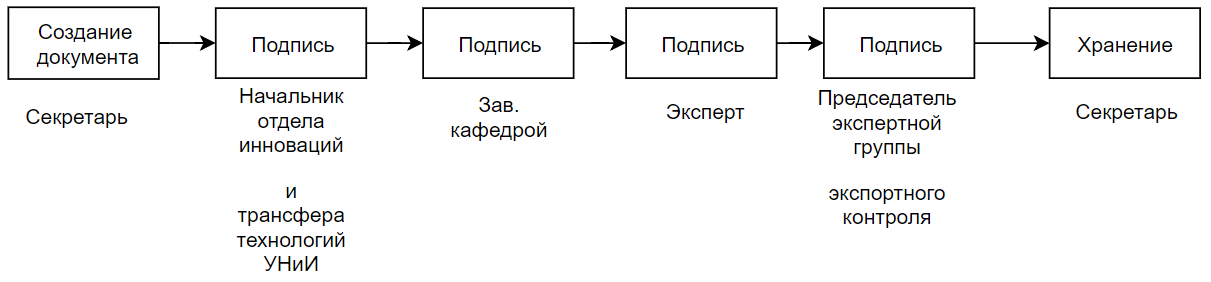 Создание
документа
Подпись
Подпись
Подпись
Подпись
Хранение
Секретарь
Начальник
отдела
инноваций
и
трансфера
технологий
УНиИ
Зав.
кафедрой
Эксперт
Председатель
экспертной
группы
экспортного
контроля
Секретарь